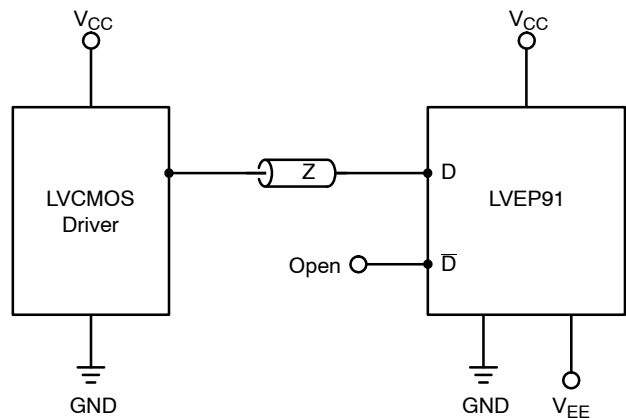 VCC
VCC
LVCMOS
Driver
Z
D
LVEP91
Open
D̅
GND
GND
VEE